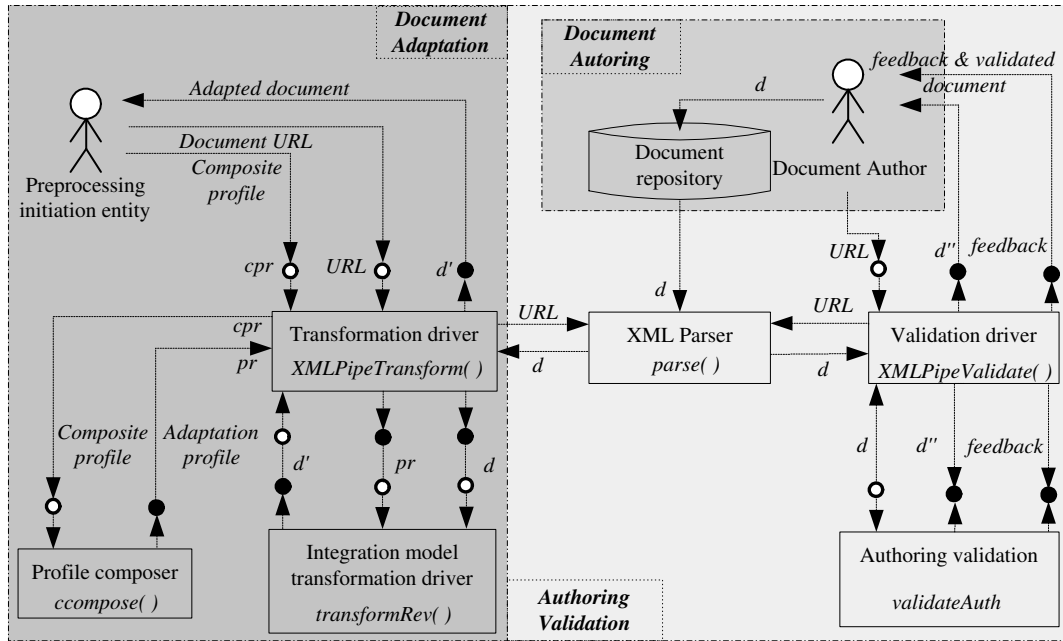 Document
Adaptation
Document
Autoring
feedback & validated
document
Adapted document
d
Document URL
Composite
profile
Preprocessing
initiation entity
Document
repository
Document Author
cpr
URL
d'
d
URL
d''
feedback
cpr
pr
Transformation driver
XMLPipeTransform( )
URL
d
XML Parser
parse( )
URL
d
Validation driver
XMLPipeValidate( )
Composite
profile
Adaptation
profile
d'
pr
d
d
d''
feedback
Profile composer
ccompose( )
Integration model
transformation driver
transformRev( )
Authoring validation
validateAuth
Authoring
Validation